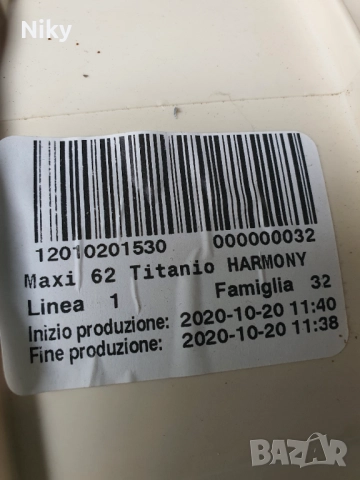 Niky
12010201530 000000032
Maxi 62 Titanio HARMONY
Linea 1 Famiglia 32
Inizio produzione: 2020-10-20 11:40
Fine produzione: 2020-10-20 11:38
BAZAR